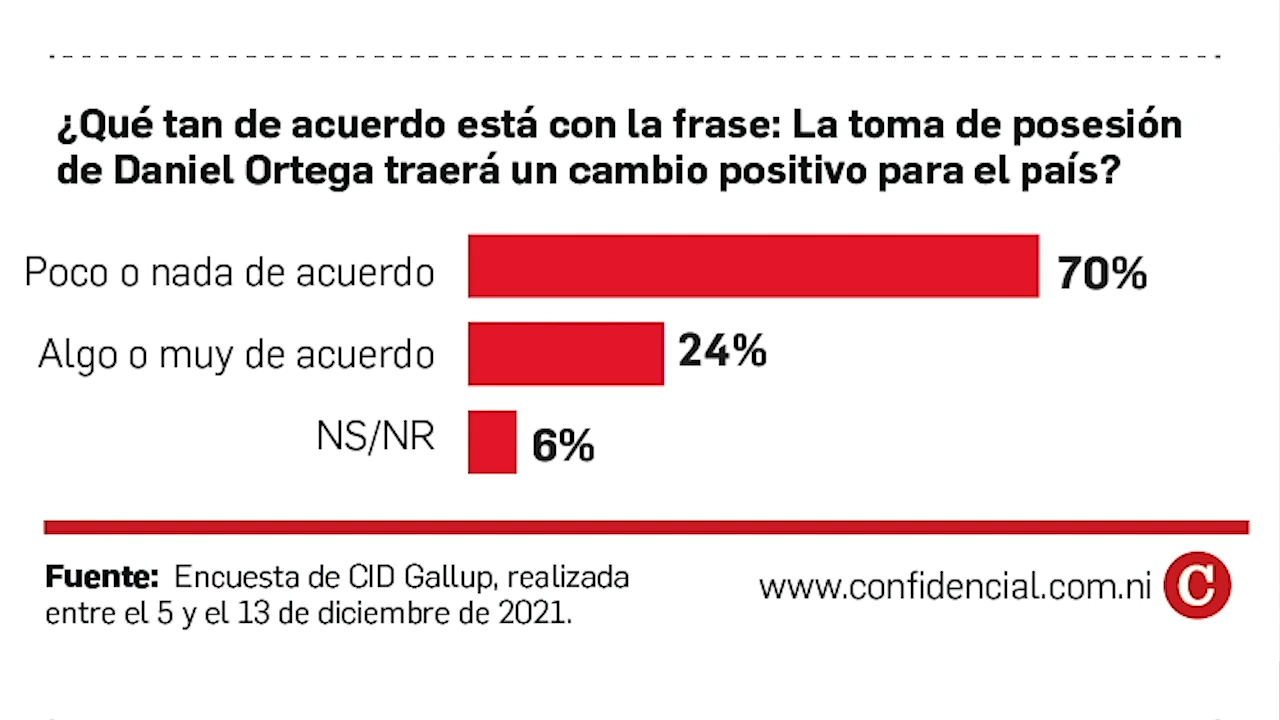 ¿Qué tan de acuerdo está con la frase: La toma de posesión
de Daniel Ortega traerá un cambio positivo para el país?
Poco o nada de acuerdo 70%
Algo o muy de acuerdo 24%
NS/NR 6%
Fuente: Encuesta de CID Gallup, realizada
entre el 5 y el 13 de diciembre de 2021.
www.confidencial.com.ni C